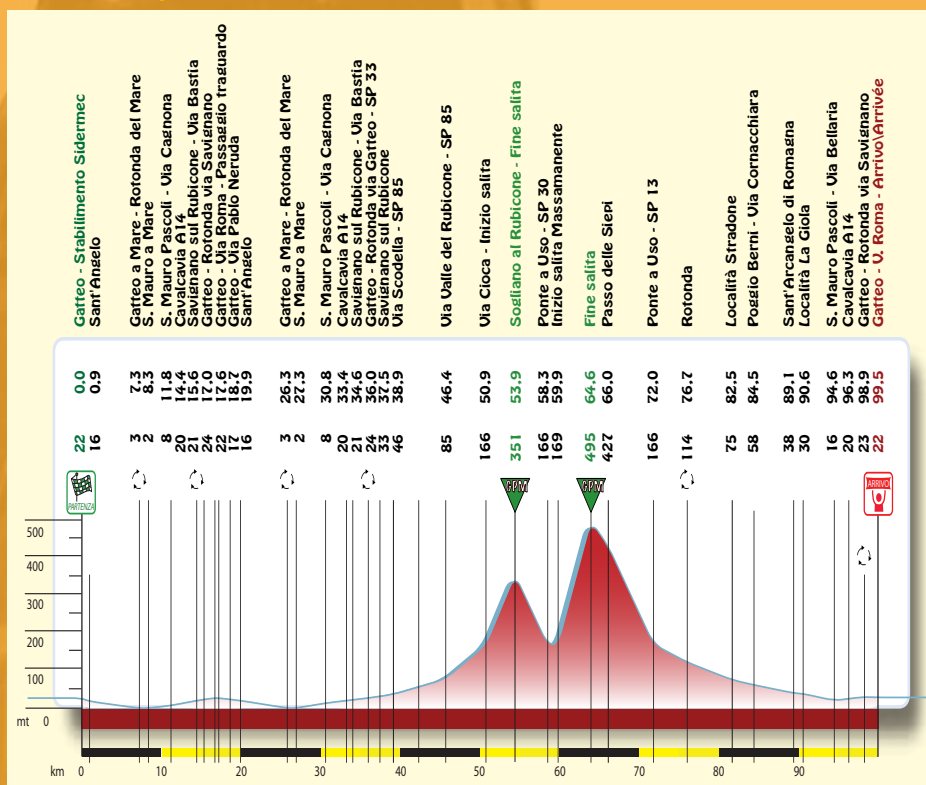 22 0.0 Gatteo - Stabilimento Sidermec
16 0.9 Sant'Angelo
3 7.3 Gatteo a Mare - Rotonda del Mare
2 8.3 S. Mauro a Mare
8 11.8 S. Mauro Pascoli - Via Cagnona
20 14.4 Cavalcavia A14
21 15.6 Savignano sul Rubicone - Via Bastia
24 17.0 Gatteo - Rotonda via Savignano
22 17.6 Gatteo - Via Roma - Passaggio traguardo
17 18.7 Gatteo - Via Pablo Neruda
16 19.9 Sant'Angelo
3 26.3 Gatteo a Mare - Rotonda del Mare
2 27.3 S. Mauro a Mare
8 30.8 S. Mauro Pascoli - Via Cagnona
20 33.4 Cavalcavia A14
21 34.6 Savignano sul Rubicone - Via Bastia
24 36.0 Gatteo - Rotonda via Gatteo - SP 33
33 37.5 Savignano sul Rubicone
46 38.9 Via Scodella - SP 85
85 46.4 Via Valle del Rubicone - SP 85
166 50.9 Via Cioca - Inizio salita
351 53.9 Sogliano al Rubicone - Fine salita
166 58.3 Ponte a Uso - SP 30
169 59.9 Inizio salita Massamanente
495 64.6 Fine salita
427 66.0 Passo delle Siepi
166 72.0 Ponte a Uso - SP 13
114 76.7 Rotonda
75 82.5 Località Stradone
58 84.5 Poggio Berni - Via Cornacchiara
38 89.1 Sant'Arcangelo di Romagna
30 90.6 Località La Giola
16 94.6 S. Mauro Pascoli - Via Bellaria
20 96.3 Cavalcavia A14
23 98.9 Gatteo - Rotonda via Savignano
22 99.5 Gatteo - V. Roma - Arrivo\Arrivée
PARTENZA
GPM
GPM
ARRIVO
500
400
300
200
100
mt 0
km 0 10 20 30 40 50 60 70 80 90